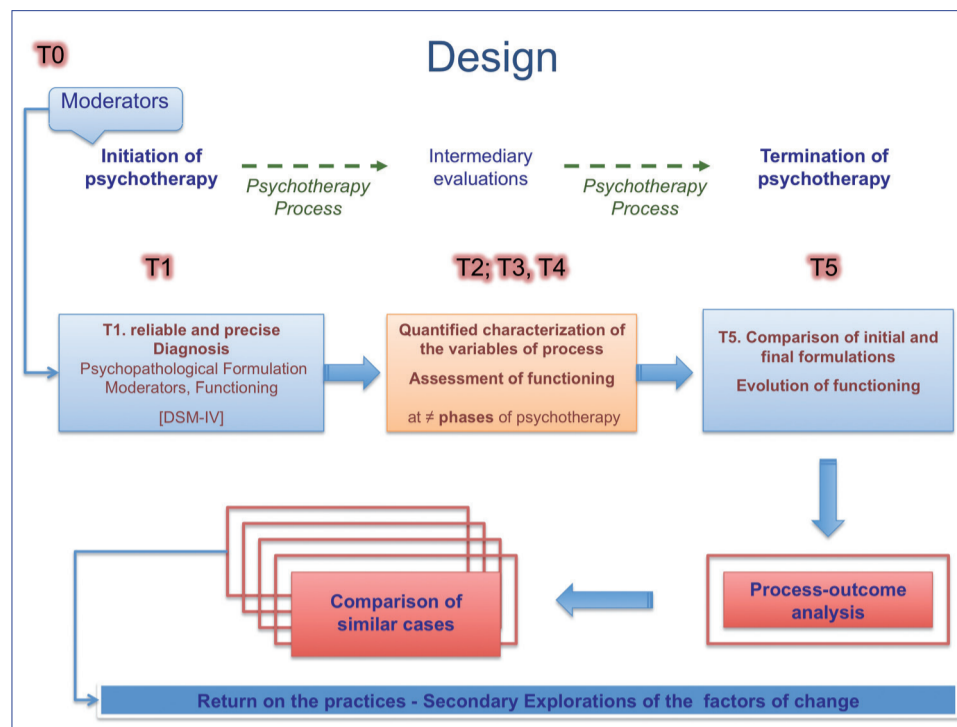 T0
Design
Moderators
Initiation of
psychotherapy
Psychotherapy
Process
Intermediary
evaluations
Psychotherapy
Process
Termination of
psychotherapy
T1
T2; T3, T4
T5
T1. reliable and precise
Diagnosis
Psychopathological Formulation
Moderators, Functioning
[DSM-IV]
Quantified characterization of
the variables of process
Assessment of functioning
at ≠ phases of psychotherapy
T5. Comparison of initial and
final formulations
Evolution of functioning
Comparison of
similar cases
Process-outcome
analysis
Return on the practices - Secondary Explorations of the factors of change